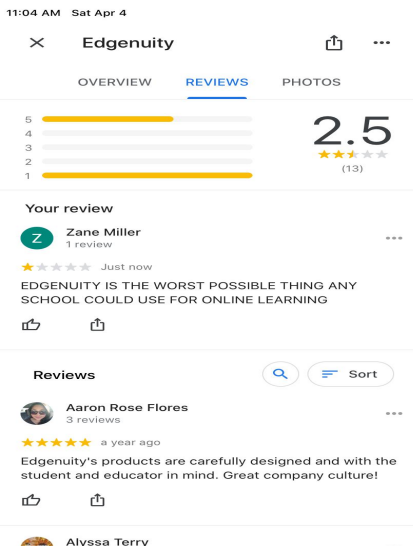 11:04 AM Sat Apr 4
Edgenuity
OVERVIEW REVIEWS PHOTOS
5
4
3
2
1
2.5
(13)
Your review
Z
Zane Miller
1 review
Just now
EDGENUITY IS THE WORST POSSIBLE THING ANY
SCHOOL COULD USE FOR ONLINE LEARNING
Reviews
Sort
Aaron Rose Flores
3 reviews
a year ago
Edgenuity's products are carefully designed and with the
student and educator in mind. Great company culture!
Alyssa Terry